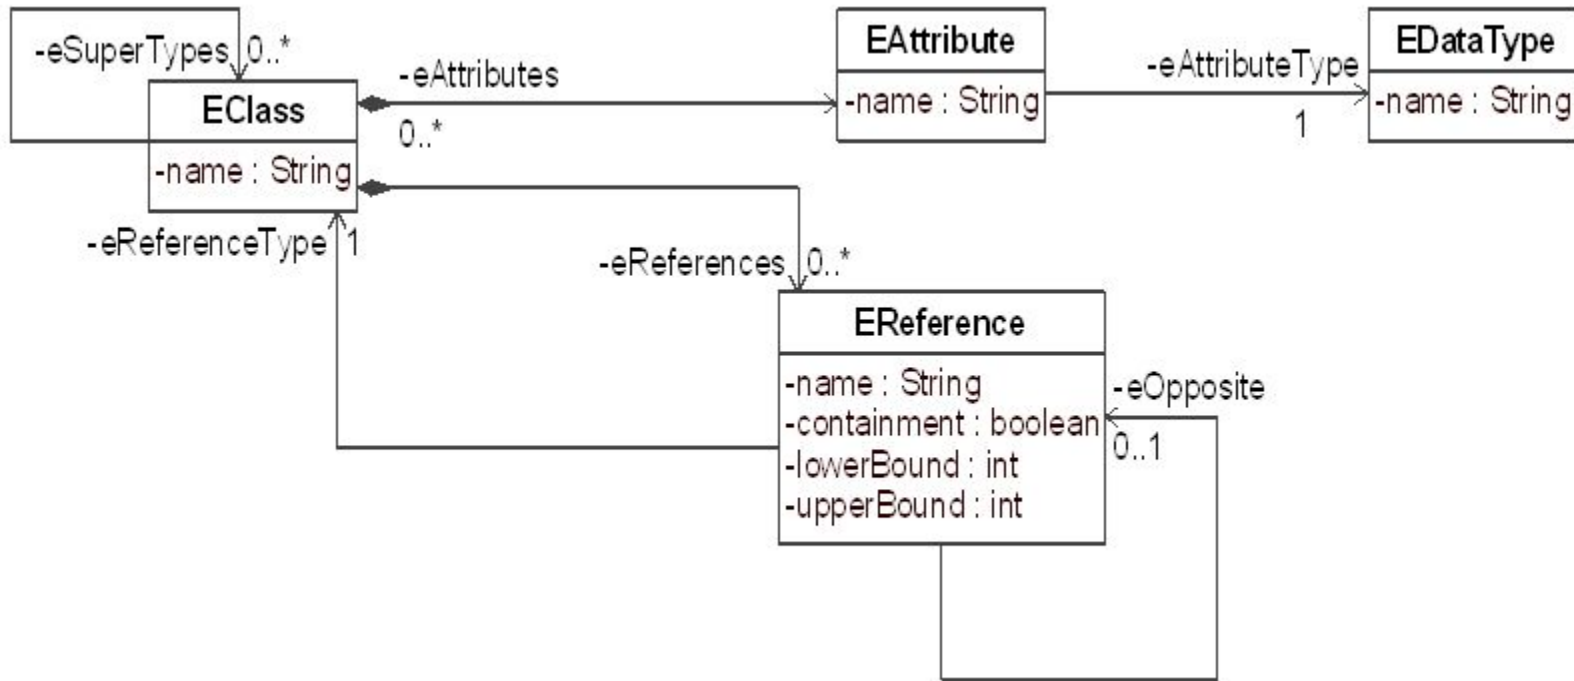 -eSuperTypes 0..*
EClass
-name : String
-eAttributes
0..*
EAttribute
-name : String
-eAttributeType
1
EDataType
-name : String
-eReferenceType 1
-eReferences 0..*
EReference
-name : String
-containment : boolean
-lowerBound : int
-upperBound : int
-eOpposite
0..1